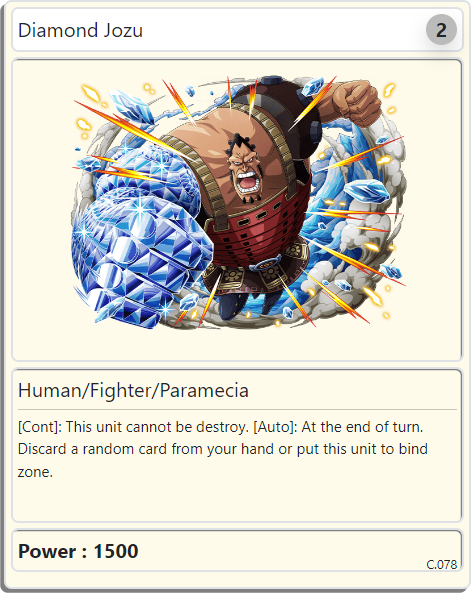 Diamond Jozu
2
Human/Fighter/Paramecia
[Cont]: This unit cannot be destroy. [Auto]: At the end of turn.
Discard a random card from your hand or put this unit to bind
zone.
Power : 1500
C.078